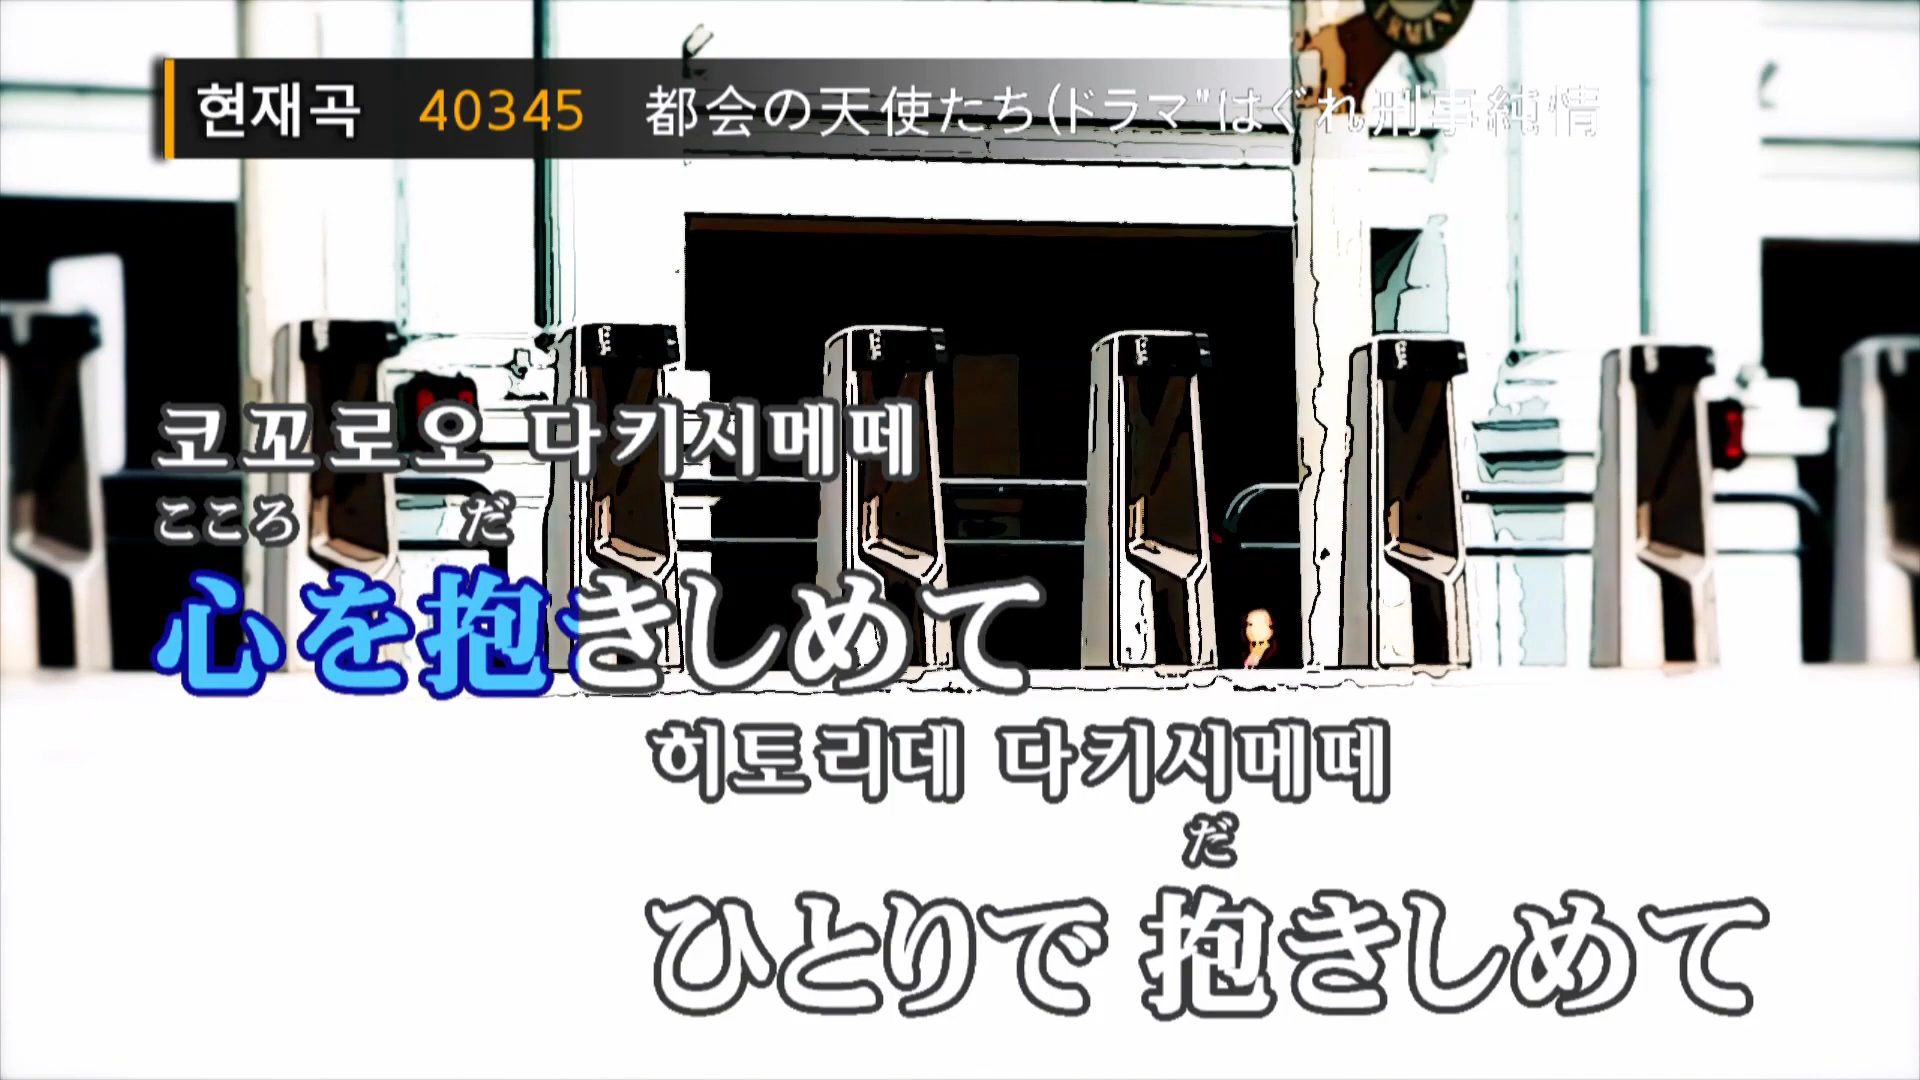 현재곡 40345 都会の天使たち(ドラマ"はぐれ刑事純情
코꼬로오 다키시메떼
こころ だ
心を抱きしめて
히토리데 다키시메떼
だ
ひとりで 抱きしめて